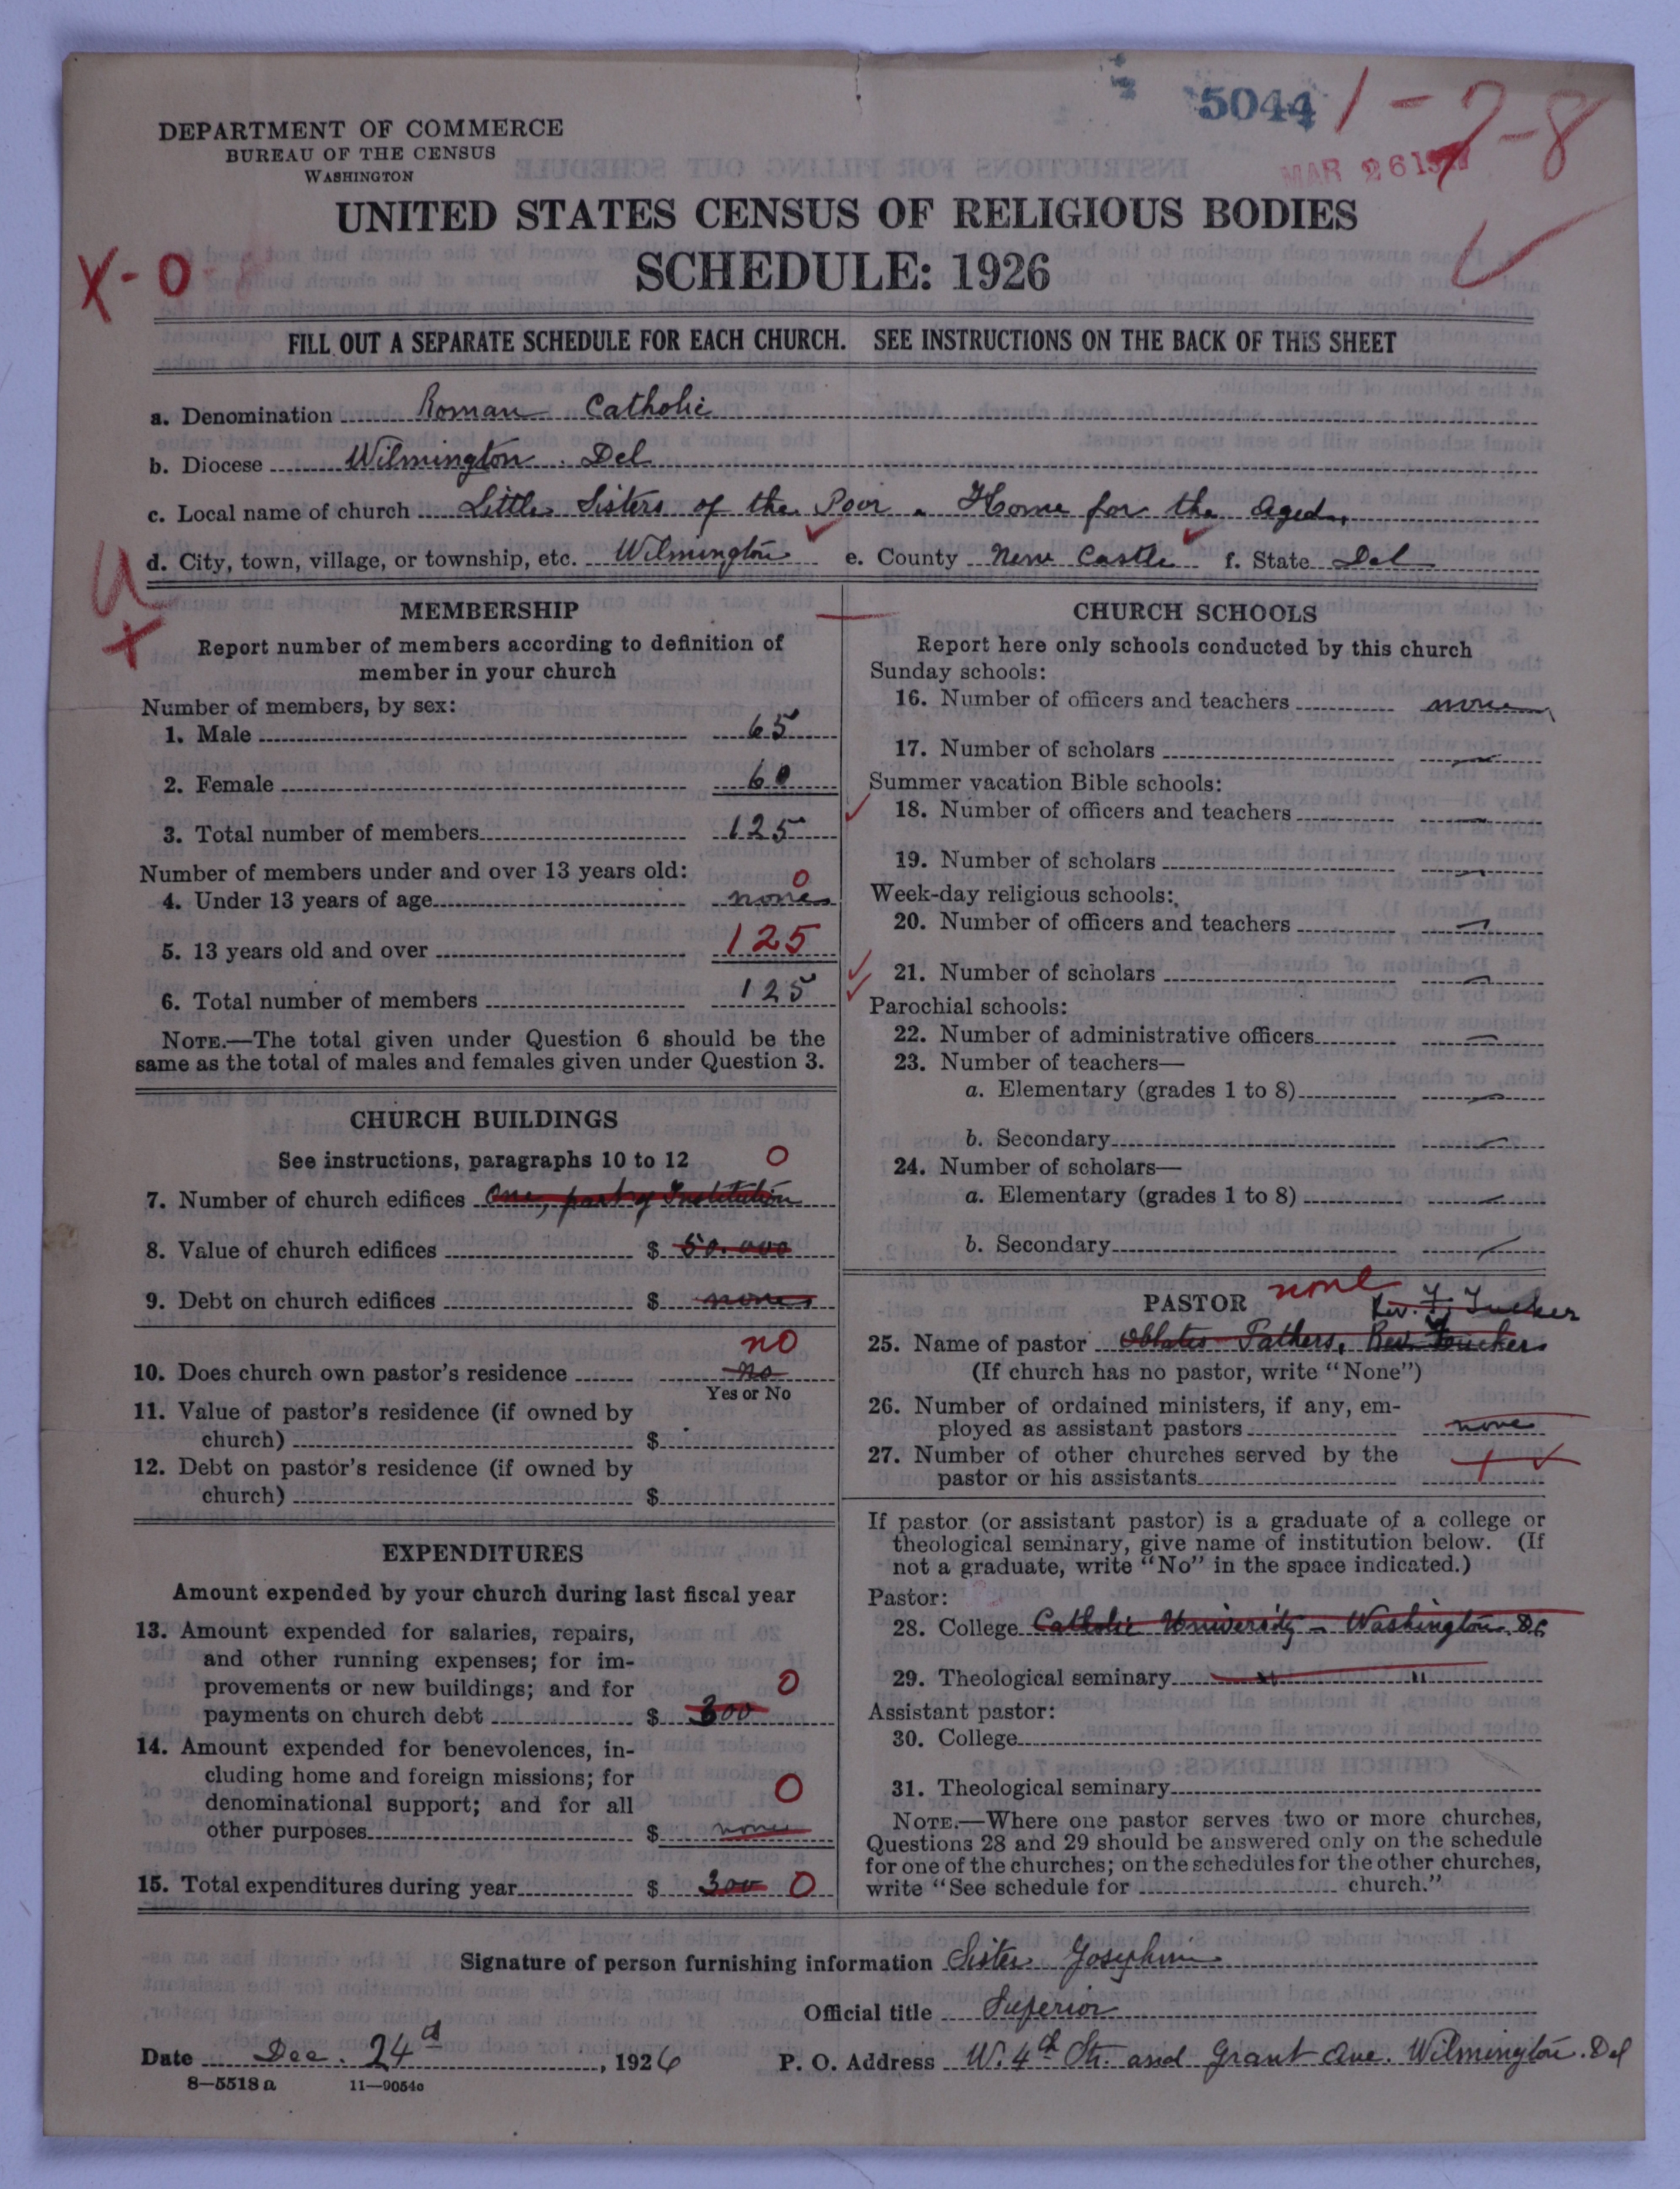 5044 1-7-8
DEPARTMENT OF COMMERCE
BUREAU OF THE CENSUS
WASHINGTON
MAR 26
UNITED STATES CENSUS OF RELIGIOUS BODIES
X-0
SCHEDULE: 1926
FILL OUT A SEPARATE SCHEDULE FOR EACH CHURCH. SEE INSTRUCTIONS ON THE BACK OF THIS SHEET
a. Denomination Roman Catholic
b. Diocese Wilmington . Del
c. Local name of church Little Sisters of the Poor . Home for the Aged.
d. City, town, village, or township, etc. Wilmington e. County New Castle f. State Del
MEMBERSHIP
Report number of members according to definition of
member in your church
Number of members, by sex:
1. Male 65
2. Female 60
3. Total number of members 125
Number of members under and over 13 years old:
0
4. Under 13 years of age none
5. 13 years old and over 125
6. Total number of members 125
NOTE.—The total given under Question 6 should be the
same as the total of males and females given under Question 3.
CHURCH BUILDINGS
See instructions, paragraphs 10 to 12 0
7. Number of church edifices One, part of Institution
8. Value of church edifices $ 50.000
9. Debt on church edifices $ none
no
10. Does church own pastor's residence no
Yes or No
11. Value of pastor's residence (if owned by
church) $
12. Debt on pastor's residence (if owned by
church) $
EXPENDITURES
Amount expended by your church during last fiscal year
13. Amount expended for salaries, repairs,
and other running expenses; for im-
provements or new buildings; and for 0
payments on church debt $ 300
14. Amount expended for benevolences, in-
cluding home and foreign missions; for
denominational support; and for all 0
other purposes $ none
15. Total expenditures during year $ 300 0
CHURCH SCHOOLS
Report here only schools conducted by this church
Sunday schools:
16. Number of officers and teachers none
17. Number of scholars
Summer vacation Bible schools:
18. Number of officers and teachers
19. Number of scholars
Week-day religious schools:
20. Number of officers and teachers
21. Number of scholars
Parochial schools:
22. Number of administrative officers
23. Number of teachers—
a. Elementary (grades 1 to 8)
b. Secondary
24. Number of scholars—
a. Elementary (grades 1 to 8)
b. Secondary
PASTOR none Rev. F. Tucker
25. Name of pastor Oblates Fathers, Rev. Tucker
(If church has no pastor, write "None")
26. Number of ordained ministers, if any, em-
ployed as assistant pastors none
27. Number of other churches served by the
pastor or his assistants
If pastor (or assistant pastor) is a graduate of a college or
theological seminary, give name of institution below. (If
not a graduate, write "No" in the space indicated.)
Pastor:
28. College Catholic University - Washington. DC
29. Theological seminary " "
Assistant pastor:
30. College
31. Theological seminary
NOTE.—Where one pastor serves two or more churches,
Questions 28 and 29 should be answered only on the schedule
for one of the churches; on the schedules for the other churches,
write "See schedule for church."
Signature of person furnishing information Sister Josephine
Official title Superior
Date Dec. 24th, 1926 P. O. Address W. 4th St. and Grant Ave. Wilmington. Del
8—5518 a 11—9054c